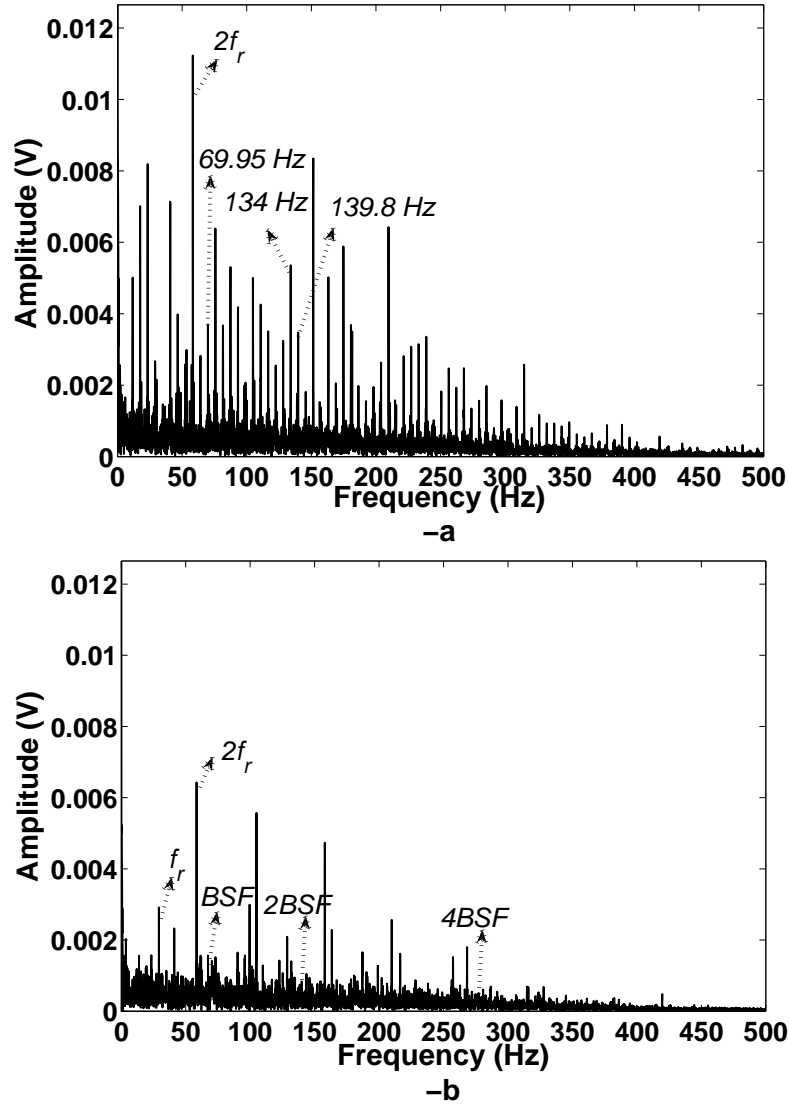 0.012
0.01
0.008
0.006
0.004
0.002
0
Amplitude (V)
2f_r
69.95 Hz
134 Hz
139.8 Hz
0 50 100 150 200 250 300 350 400 450 500
Frequency (Hz)
−a
0.012
0.01
0.008
0.006
0.004
0.002
0
Amplitude (V)
2f_r
f_r
BSF
2BSF
4BSF
0 50 100 150 200 250 300 350 400 450 500
Frequency (Hz)
−b